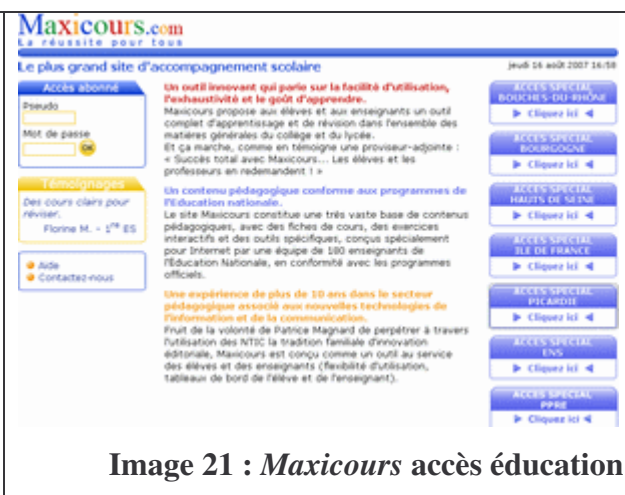 Maxicours.com
La réussite pour tous
Le plus grand site d'accompagnement scolaire
jeudi 16 août 2007 16:58
Accès abonné
Pseudo
Mot de passe
OK
Témoignages
Des cours clairs pour
réviser.
Florine M. - 1re ES
Aide
Contactez-nous
Un outil innovant qui parie sur la facilité d'utilisation,
l'exhaustivité et le goût d'apprendre.
Maxicours propose aux élèves et aux enseignants un outil
complet d'apprentissage et de révision dans l'ensemble des
matières générales du collège et du lycée.
Et ça marche, comme en témoigne une proviseur-adjointe :
« Succès total avec Maxicours... Les élèves et les
professeurs en redemandent ! »
Un contenu pédagogique conforme aux programmes de
l'Education nationale.
Le site Maxicours constitue une très vaste base de contenus
pédagogiques, avec des fiches de cours, des exercices
interactifs et des outils spécifiques, conçus spécialement
pour Internet par une équipe de 180 enseignants de
l'Éducation Nationale, en conformité avec les programmes
officiels.
Une expérience de plus de 10 ans dans le secteur
pédagogique associé aux nouvelles technologies de
l'information et de la communication.
Fruit de la volonté de Patrice Magnard de perpétrer à travers
l'utilisation des NTIC la tradition familiale d'innovation
éditoriale, Maxicours est conçu comme un outil au service
des élèves et des enseignants (flexibilité d'utilisation,
tableaux de bord de l'élève et de l'enseignant).
ACCES SPECIAL
BOUCHES-DU-RHÔNE
Cliquez ici
ACCES SPECIAL
BOURGOGNE
Cliquez ici
ACCES SPECIAL
HAUTS DE SEINE
Cliquez ici
ACCES SPECIAL
ILE DE FRANCE
Cliquez ici
ACCES SPECIAL
PICARDIE
Cliquez ici
ACCES SPECIAL
ENS
Cliquez ici
ACCES SPECIAL
PPRE
Cliquez ici
Image 21 : Maxicours accès éducation